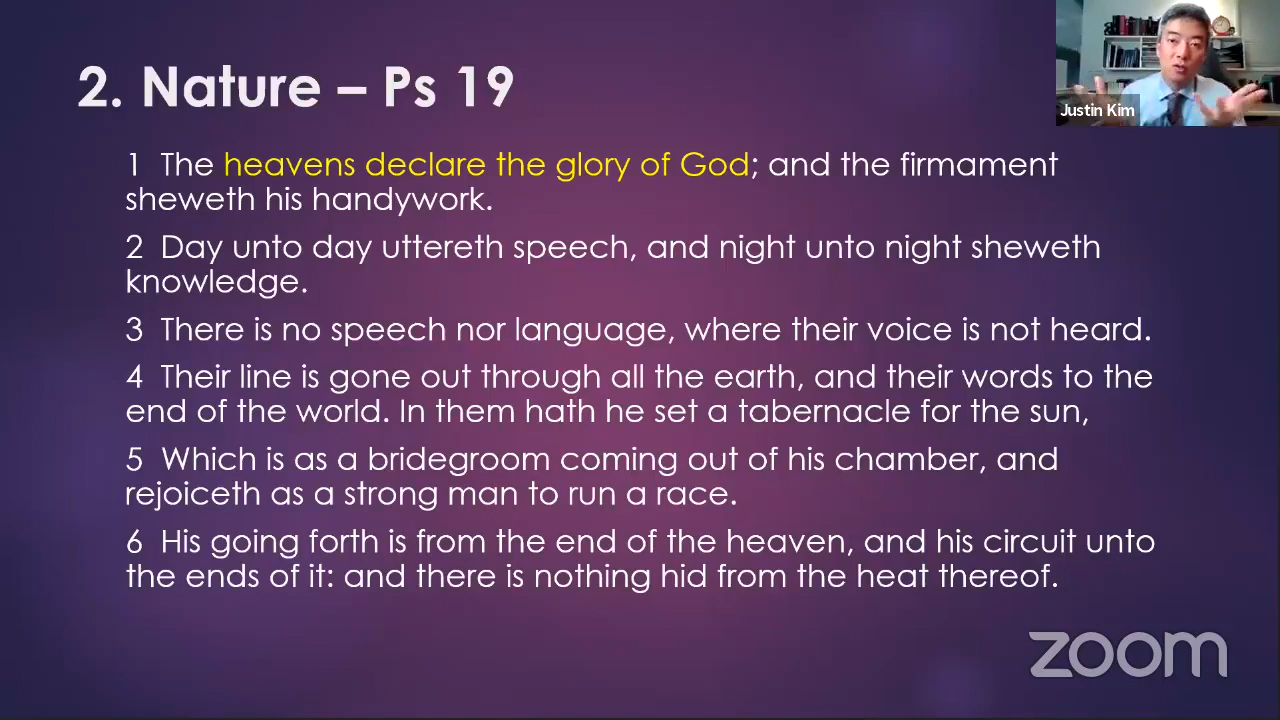 2. Nature – Ps 19
Justin Kim
1 The heavens declare the glory of God; and the firmament
sheweth his handywork.
2 Day unto day uttereth speech, and night unto night sheweth
knowledge.
3 There is no speech nor language, where their voice is not heard.
4 Their line is gone out through all the earth, and their words to the
end of the world. In them hath he set a tabernacle for the sun,
5 Which is as a bridegroom coming out of his chamber, and
rejoiceth as a strong man to run a race.
6 His going forth is from the end of the heaven, and his circuit unto
the ends of it: and there is nothing hid from the heat thereof.
zoom